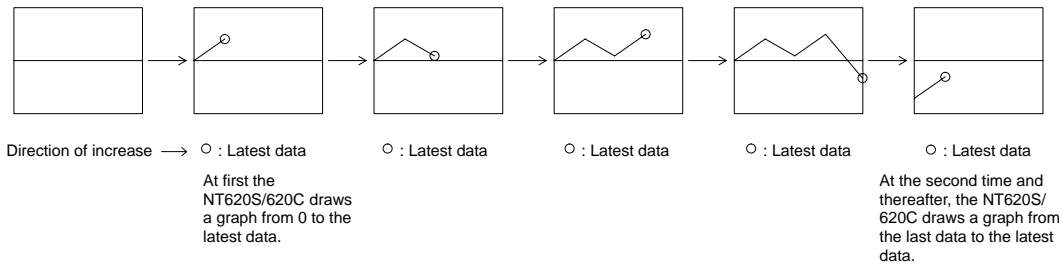 Direction of increase → ○ : Latest data ○ : Latest data ○ : Latest data ○ : Latest data ○ : Latest data
At first the
NT620S/620C draws
a graph from 0 to the
latest data.
At the second time and
thereafter, the NT620S/
620C draws a graph from
the last data to the latest
data.